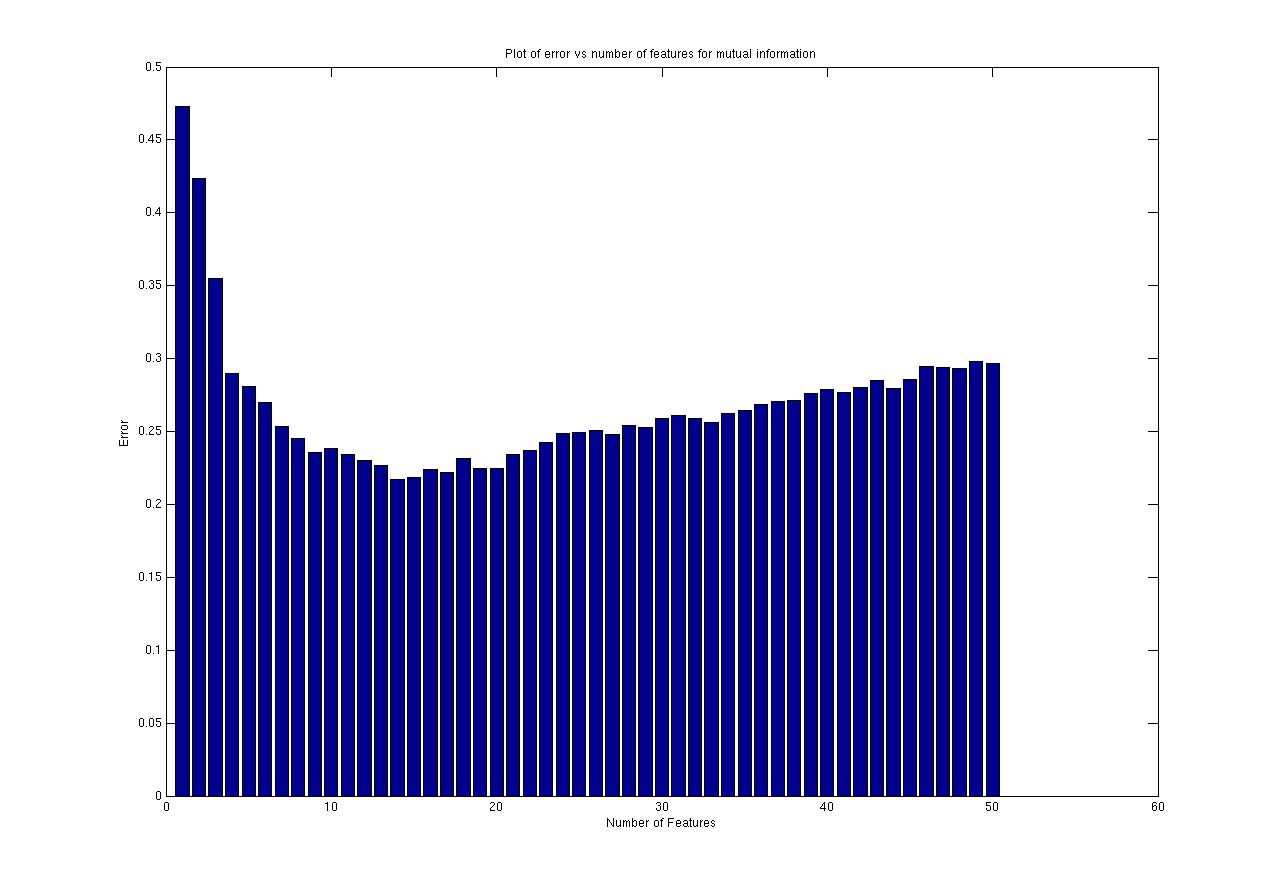 Plot of error vs number of features for mutual information
0.5
0.45
0.4
0.35
0.3
0.25
0.2
0.15
0.1
0.05
0
Error
0 10 20 30 40 50 60
Number of Features